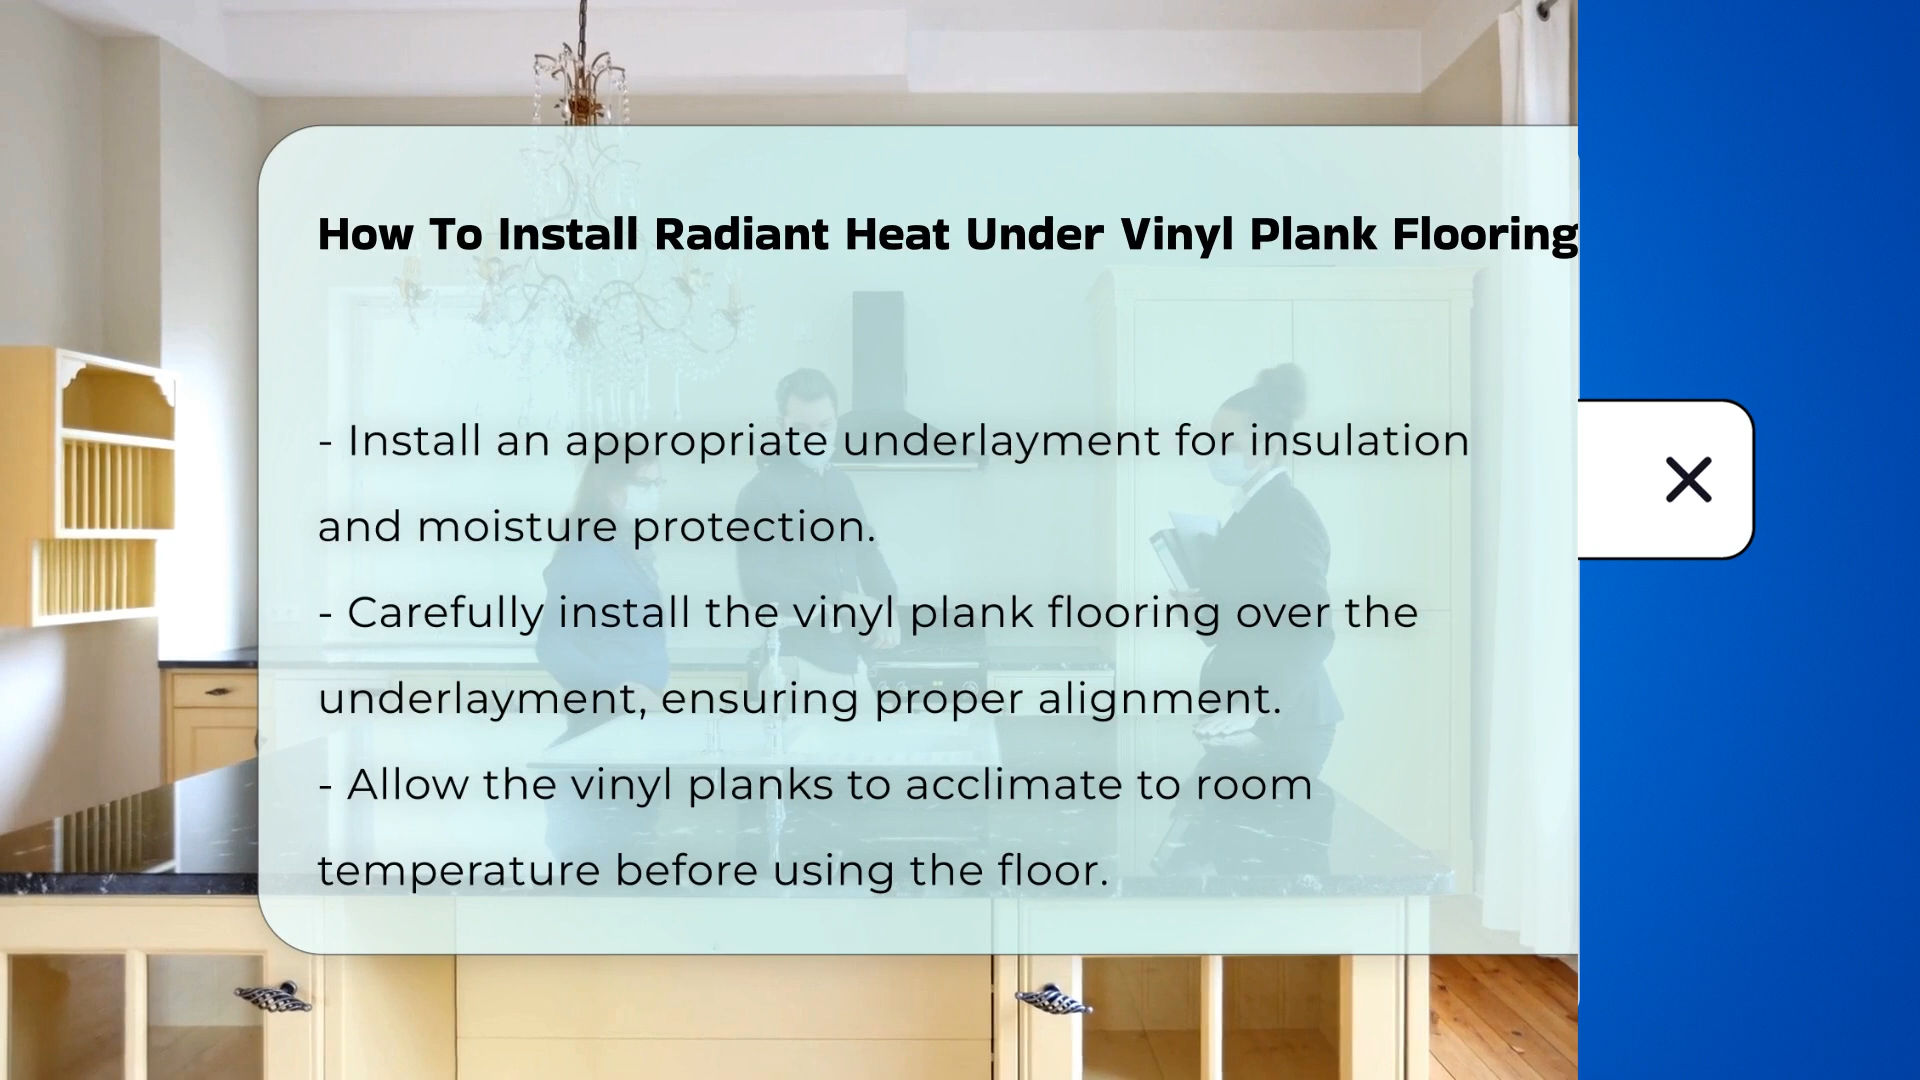 How To Install Radiant Heat Under Vinyl Plank Flooring
- Install an appropriate underlayment for insulation
and moisture protection.
- Carefully install the vinyl plank flooring over the
underlayment, ensuring proper alignment.
- Allow the vinyl planks to acclimate to room
temperature before using the floor.